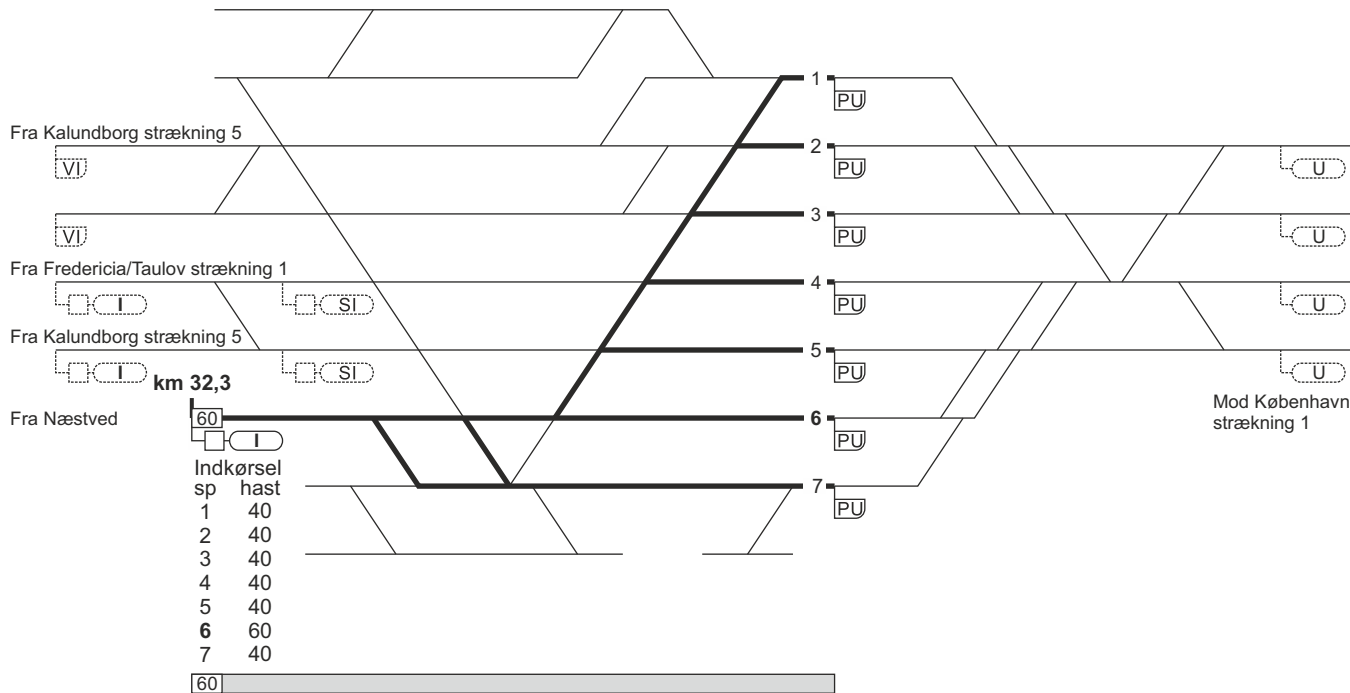 1
PU
Fra Kalundborg strækning 5
VI
2
PU
U
VI
3
PU
U
Fra Fredericia/Taulov strækning 1
I
SI
4
PU
U
Fra Kalundborg strækning 5
I
SI
5
PU
U
km 32,3
Fra Næstved
60
I
6
PU
Mod København
strækning 1
Indkørsel
sp hast
1 40
2 40
3 40
4 40
5 40
6 60
7 40
7
PU
60